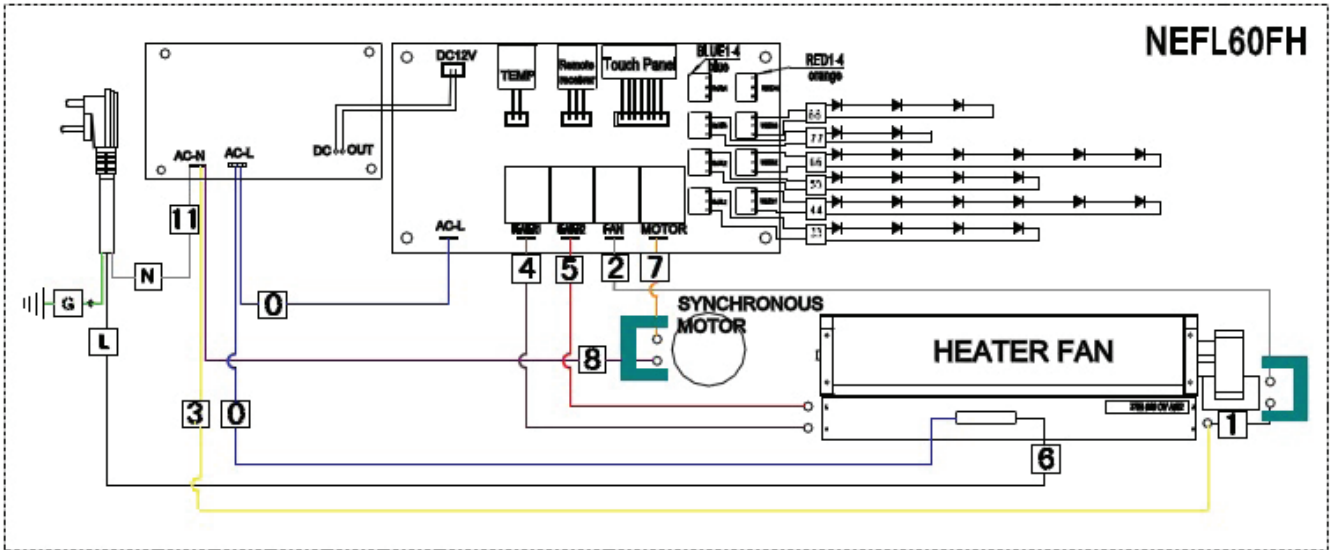 NEFL60FH
BLUE1-4
blue
RED1-4
orange
DC12V
TEMP
Remote
receiver
Touch Panel
AC-N
AC-L
DC
OUT
AC-L
FAN
MOTOR
11
N
G
L
0
4
5
2
7
SYNCHRONOUS
MOTOR
8
HEATER FAN
3
0
6
1
77
66
44
33